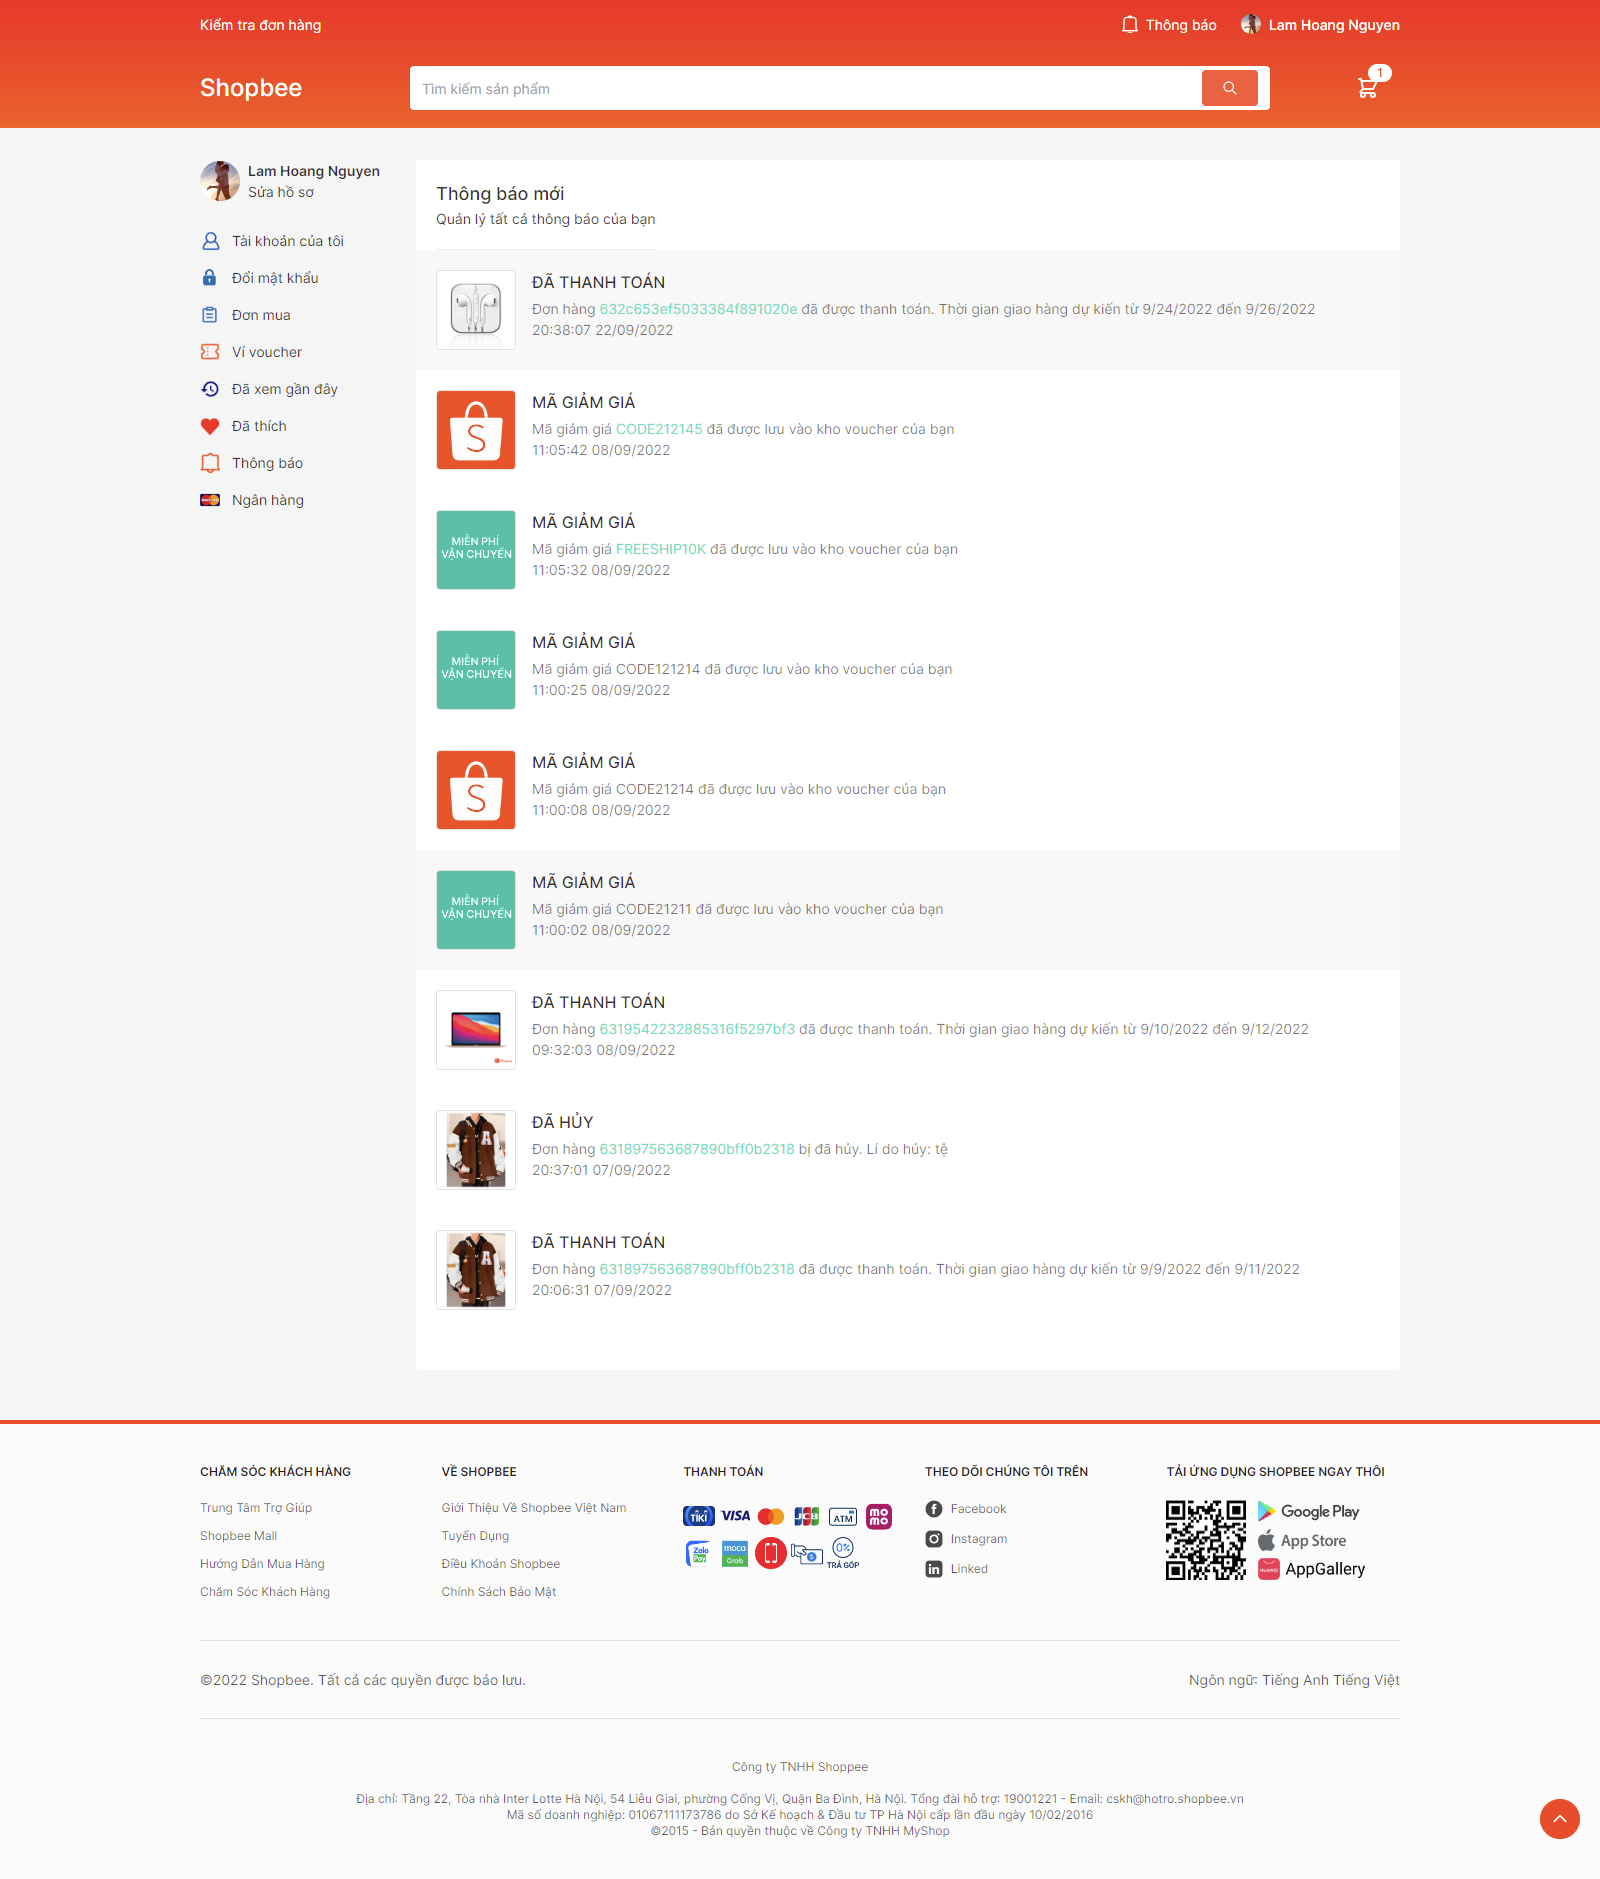 Kiểm tra đơn hàng
Thông báo
Lam Hoang Nguyen
Shopbee
Tìm kiếm sản phẩm
1
Lam Hoang Nguyen
Sửa hồ sơ
Tài khoản của tôi
Đổi mật khẩu
Đơn mua
Ví voucher
Đã xem gần đây
Đã thích
Thông báo
Ngân hàng
Thông báo mới
Quản lý tất cả thông báo của bạn
ĐÃ THANH TOÁN
Đơn hàng 632c653ef5033384f891020e đã được thanh toán. Thời gian giao hàng dự kiến từ 9/24/2022 đến 9/26/2022
20:38:07 22/09/2022
S
MÃ GIẢM GIÁ
Mã giảm giá CODE212145 đã được lưu vào kho voucher của bạn
11:05:42 08/09/2022
MIỄN PHÍ
VẬN CHUYỂN
MÃ GIẢM GIÁ
Mã giảm giá FREESHIP10K đã được lưu vào kho voucher của bạn
11:05:32 08/09/2022
MIỄN PHÍ
VẬN CHUYỂN
MÃ GIẢM GIÁ
Mã giảm giá CODE121214 đã được lưu vào kho voucher của bạn
11:00:25 08/09/2022
S
MÃ GIẢM GIÁ
Mã giảm giá CODE21214 đã được lưu vào kho voucher của bạn
11:00:08 08/09/2022
MIỄN PHÍ
VẬN CHUYỂN
MÃ GIẢM GIÁ
Mã giảm giá CODE21211 đã được lưu vào kho voucher của bạn
11:00:02 08/09/2022
ĐÃ THANH TOÁN
Đơn hàng 6319542232885316f5297bf3 đã được thanh toán. Thời gian giao hàng dự kiến từ 9/10/2022 đến 9/12/2022
09:32:03 08/09/2022
A
ĐÃ HỦY
Đơn hàng 631897563687890bff0b2318 bị đã hủy. Lí do hủy: tệ
20:37:01 07/09/2022
A
ĐÃ THANH TOÁN
Đơn hàng 631897563687890bff0b2318 đã được thanh toán. Thời gian giao hàng dự kiến từ 9/9/2022 đến 9/11/2022
20:06:31 07/09/2022
CHĂM SÓC KHÁCH HÀNG
Trung Tâm Trợ Giúp
Shopbee Mall
Hướng Dẫn Mua Hàng
Chăm Sóc Khách Hàng
VỀ SHOPBEE
Giới Thiệu Về Shopbee Việt Nam
Tuyển Dụng
Điều Khoản Shopbee
Chính Sách Bảo Mật
THANH TOÁN
TIKI VISA JCB ATM mo mo
Zalo Pay moca Grab $ 0% TRẢ GÓP
THEO DÕI CHÚNG TÔI TRÊN
Facebook
Instagram
Linked
TẢI ỨNG DỤNG SHOPBEE NGAY THÔI
Google Play
App Store
HUAWEI AppGallery
©2022 Shopbee. Tất cả các quyền được bảo lưu.
Ngôn ngữ: Tiếng Anh Tiếng Việt
Công ty TNHH Shoppee
Địa chỉ: Tầng 22, Tòa nhà Inter Lotte Hà Nội, 54 Liễu Giai, phường Cống Vị, Quận Ba Đình, Hà Nội. Tổng đài hỗ trợ: 19001221 - Email: cskh@hotro.shopbee.vn
Mã số doanh nghiệp: 01067111173786 do Sở Kế hoạch & Đầu tư TP Hà Nội cấp lần đầu ngày 10/02/2016
©2015 - Bản quyền thuộc về Công ty TNHH MyShop